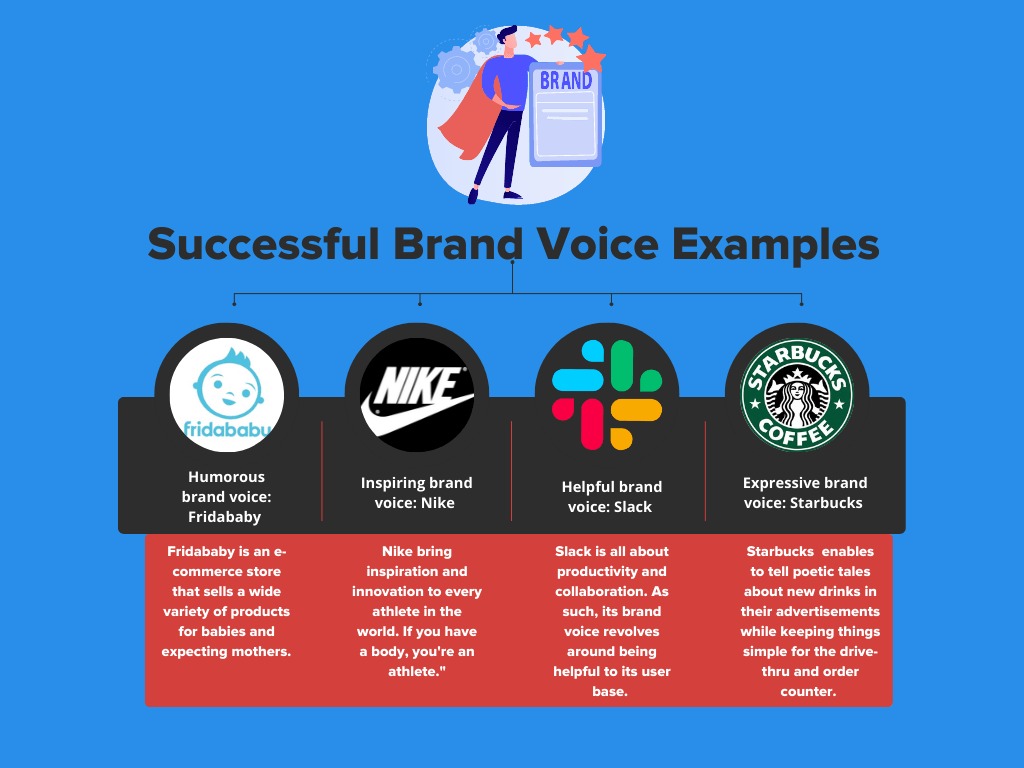 BRAND
Successful Brand Voice Examples
fridababy
NIKE
STARBUCKS
COFFEE
Humorous
brand voice:
Fridababy
Inspiring brand
voice: Nike
Helpful brand
voice: Slack
Expressive brand
voice: Starbucks
Fridababy is an e-
commerce store
that sells a wide
variety of products
for babies and
expecting mothers.
Nike bring
inspiration and
innovation to every
athlete in the
world. If you have
a body, you're an
athlete."
Slack is all about
productivity and
collaboration. As
such, its brand
voice revolves
around being
helpful to its user
base.
Starbucks  enables
to tell poetic tales
about new drinks in
their advertisements
while keeping things
simple for the drive-
thru and order
counter.